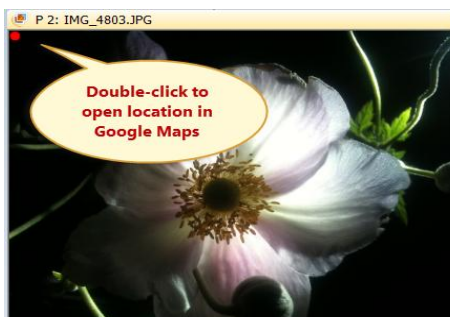 P 2: IMG_4803.JPG
Double-click to
open location in
Google Maps